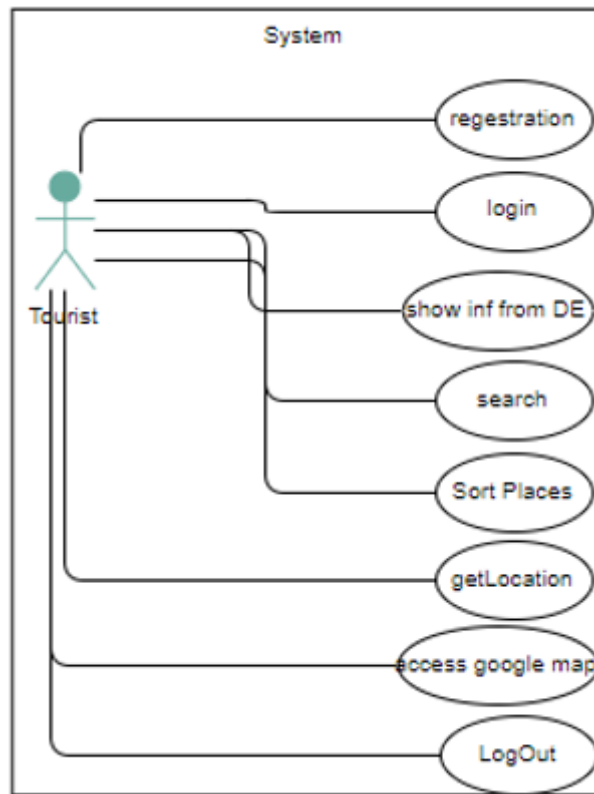 System
regestration
login
show inf from DE
Tourist
search
Sort Places
getLocation
access google map
LogOut